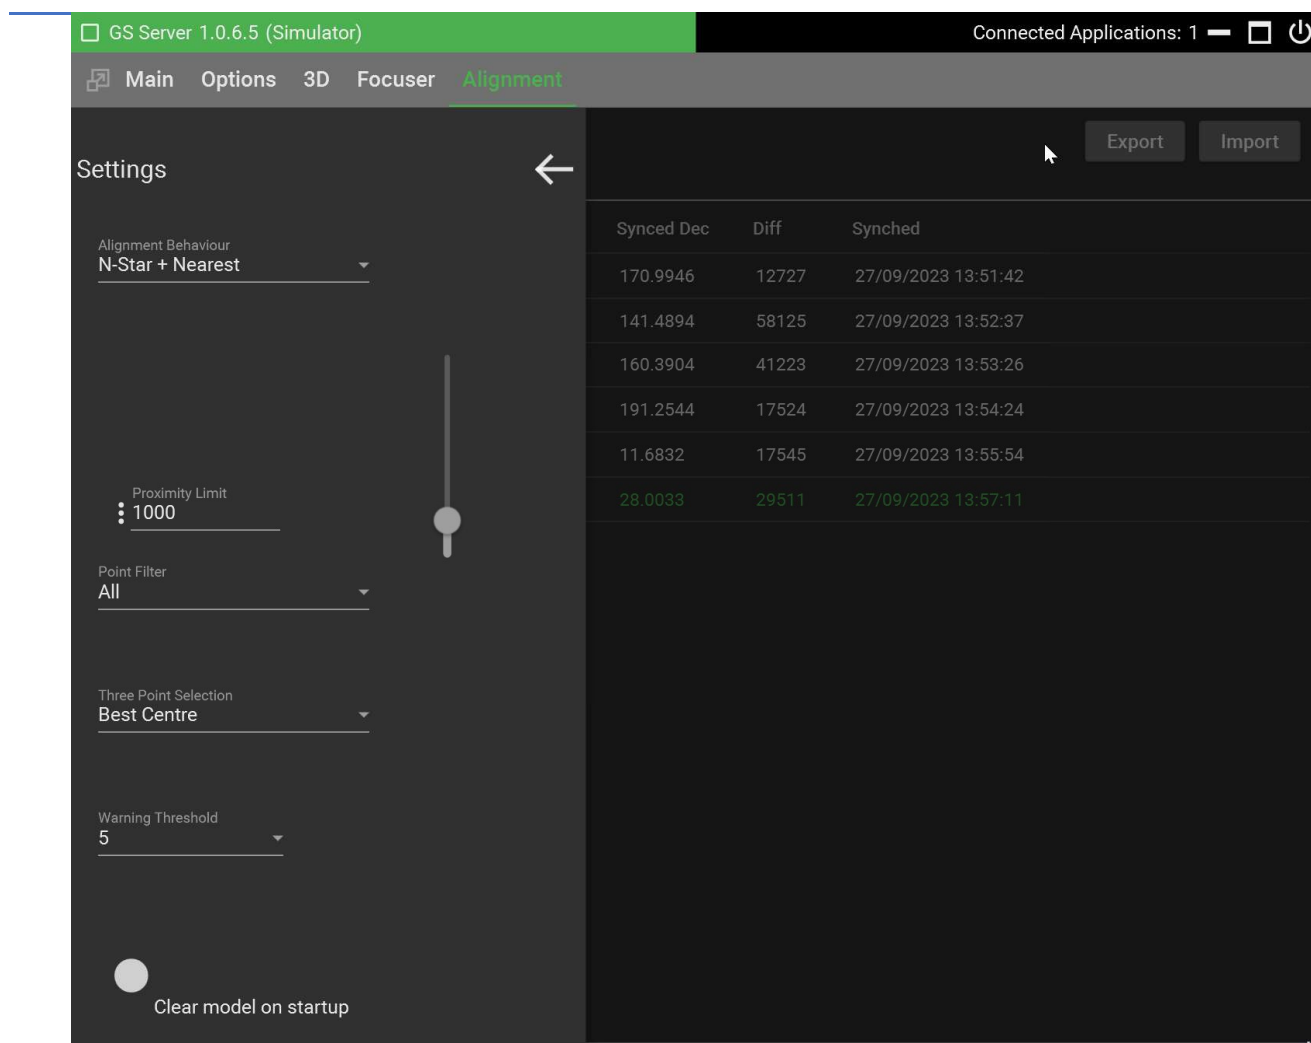 GS Server 1.0.6.5 (Simulator) Connected Applications: 1
Main Options 3D Focuser Alignment
Export Import
Settings
Synced Dec Diff Synched
Alignment Behaviour
N-Star + Nearest
170.9946 12727 27/09/2023 13:51:42
141.4894 58125 27/09/2023 13:52:37
160.3904 41223 27/09/2023 13:53:26
191.2544 17524 27/09/2023 13:54:24
11.6832 17545 27/09/2023 13:55:54
Proximity Limit
1000
28.0033 29511 27/09/2023 13:57:11
Point Filter
All
Three Point Selection
Best Centre
Warning Threshold
5
Clear model on startup